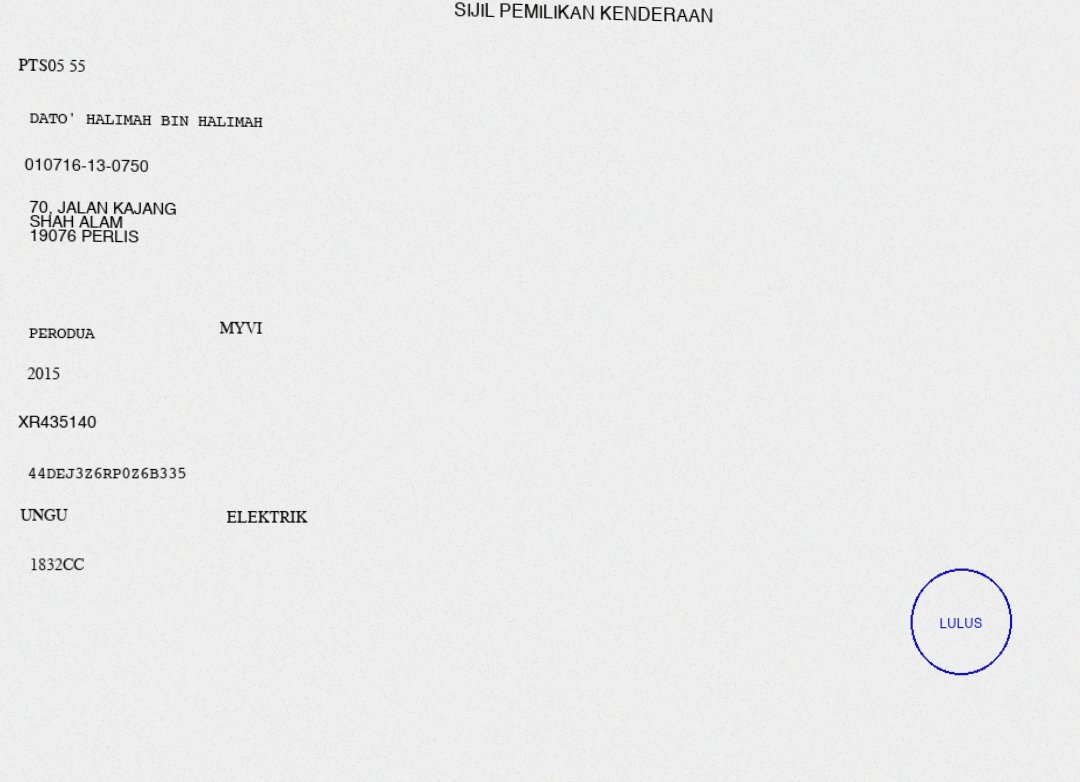 SIJIL PEMILIKAN KENDERAAN
PTS05 55
DATO' HALIMAH BIN HALIMAH
010716-13-0750
70, JALAN KAJANG
SHAH ALAM
19076 PERLIS
PERODUA MYVI
2015
XR435140
44DEJ3Z6RP0Z6B335
UNGU ELEKTRIK
1832CC
LULUS